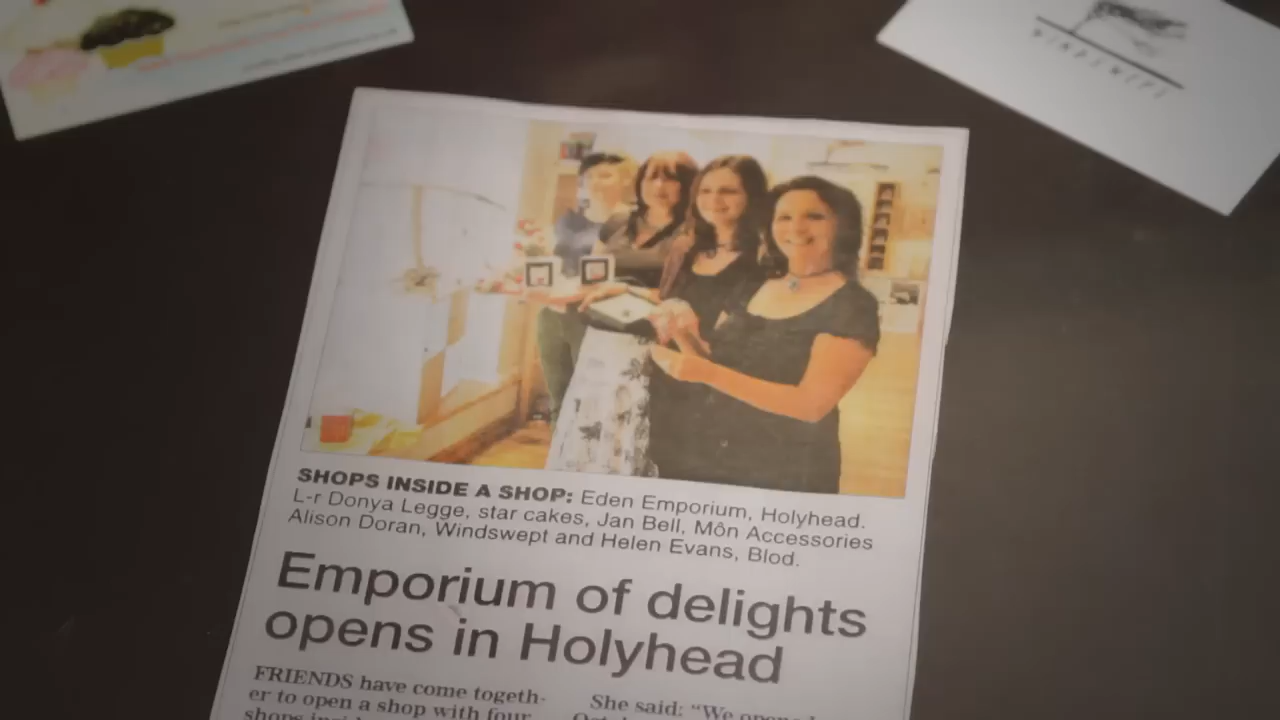 WINDSWEPT
SHOPS INSIDE A SHOP: Eden Emporium, Holyhead.
L-r Donya Legge, star cakes, Jan Bell, Môn Accessories
Alison Doran, Windswept and Helen Evans, Blod.
Emporium of delights
opens in Holyhead
FRIENDS have come togeth-
er to open a shop with four
shops
She said: "We opened